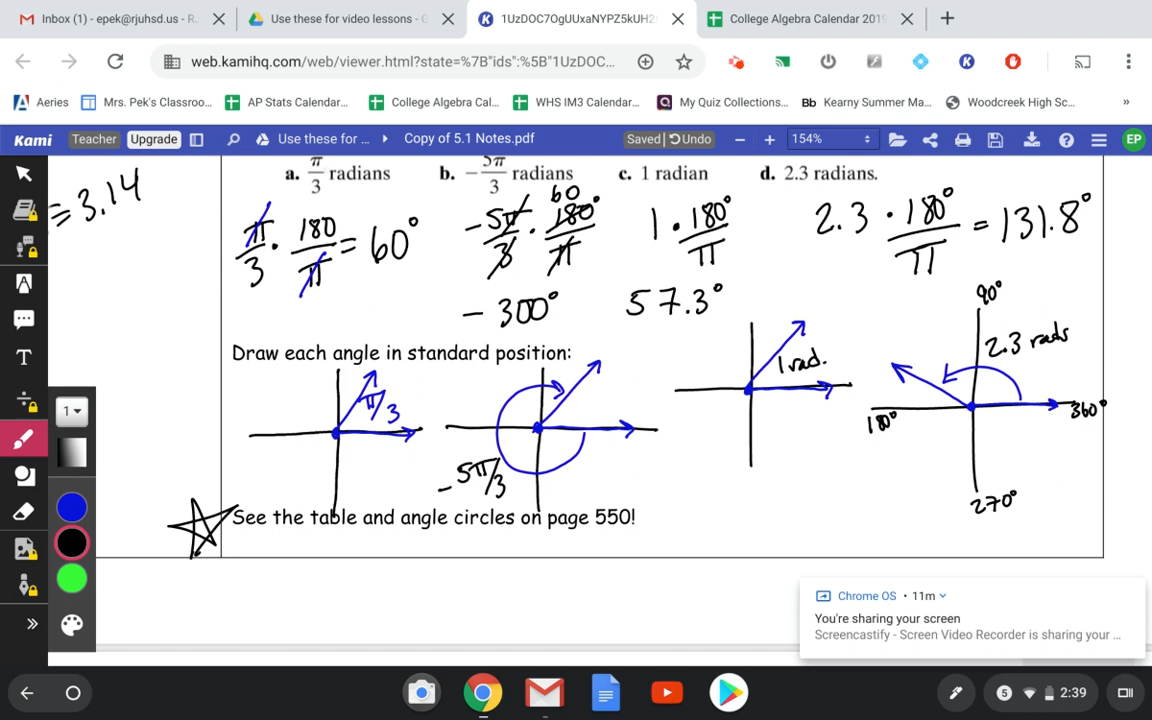 Inbox (1) - epek@rjuhsd.us - R
Use these for video lessons - G
1UzDOC7OgUUxaNYPZ5kUH2
College Algebra Calendar 2019
web.kamihq.com/web/viewer.html?state=%7B"ids":%5B"1UzDOC...
Aeries
Mrs. Pek's Classroo...
AP Stats Calendar...
College Algebra Cal...
WHS IM3 Calendar...
My Quiz Collections...
Bb Kearny Summer Ma...
Woodcreek High Sc...
»
Kami
Teacher
Upgrade
Use these for ...
Copy of 5.1 Notes.pdf
Saved
Undo
154%
EP
= 3.14
a. π/3 radians
b. -5π/3 radians
c. 1 radian
d. 2.3 radians.
π/3 · 180/π = 60°
-5π/3 · 180°/π
60
-300°
1 · 180°/π
57.3°
2.3 · 180°/π = 131.8°
Draw each angle in standard position:
π/3
-5π/3
1 rad.
90°
2.3 rads
180°
360°
270°
See the table and angle circles on page 550!
T
1
»
Chrome OS • 11m
You're sharing your screen
Screencastify - Screen Video Recorder is sharing your ...
5
2:39